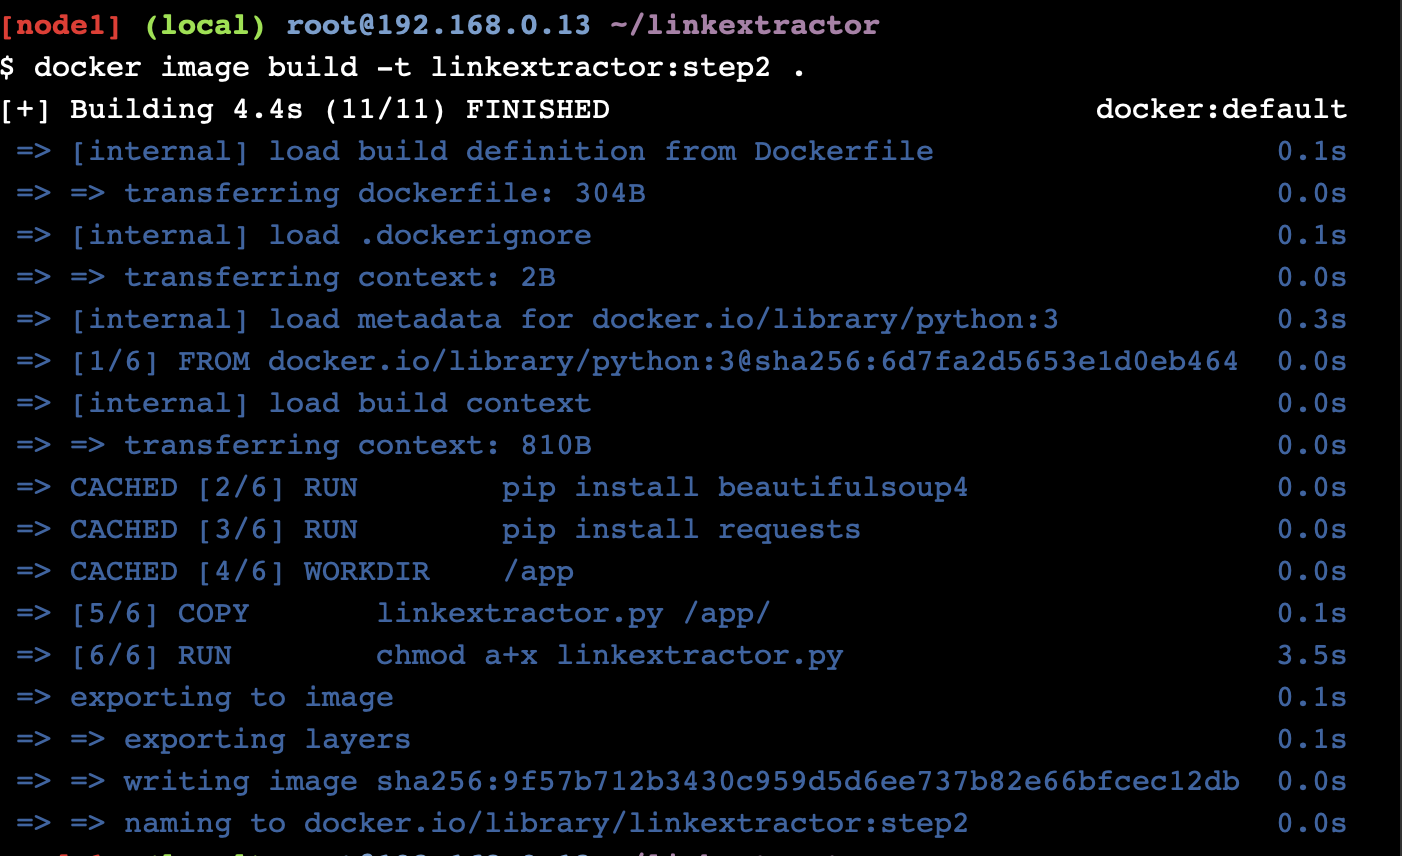 [node1] (local) root@192.168.0.13 ~/linkextractor
$ docker image build -t linkextractor:step2 .
[+] Building 4.4s (11/11) FINISHED docker:default
=> [internal] load build definition from Dockerfile 0.1s
=> => transferring dockerfile: 304B 0.0s
=> [internal] load .dockerignore 0.1s
=> => transferring context: 2B 0.0s
=> [internal] load metadata for docker.io/library/python:3 0.3s
=> [1/6] FROM docker.io/library/python:3@sha256:6d7fa2d5653e1d0eb464 0.0s
=> [internal] load build context 0.0s
=> => transferring context: 810B 0.0s
=> CACHED [2/6] RUN pip install beautifulsoup4 0.0s
=> CACHED [3/6] RUN pip install requests 0.0s
=> CACHED [4/6] WORKDIR /app 0.0s
=> [5/6] COPY linkextractor.py /app/ 0.1s
=> [6/6] RUN chmod a+x linkextractor.py 3.5s
=> exporting to image 0.1s
=> => exporting layers 0.1s
=> => writing image sha256:9f57b712b3430c959d5d6ee737b82e66bfcec12db 0.0s
=> => naming to docker.io/library/linkextractor:step2 0.0s